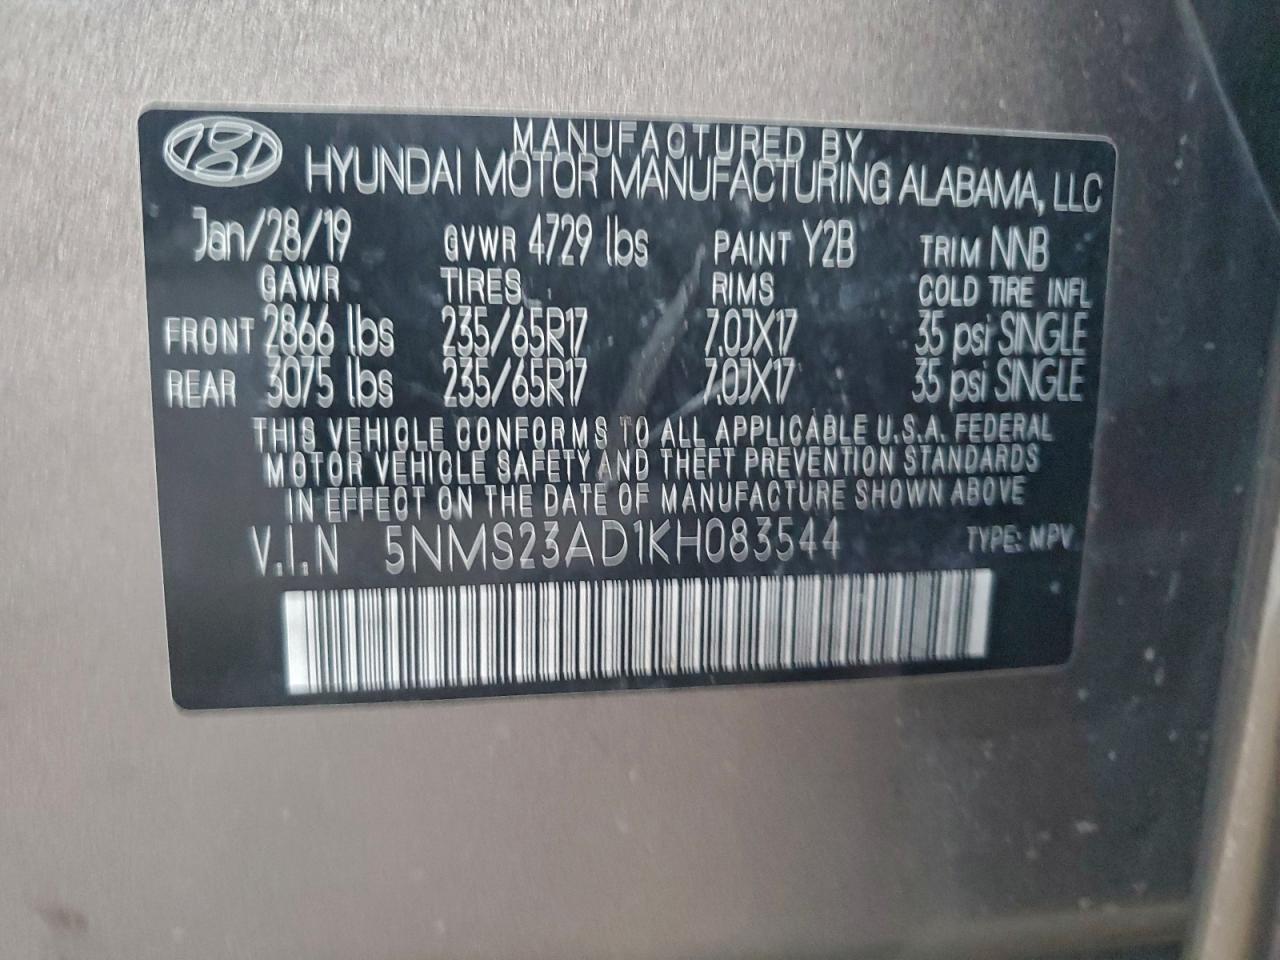 MANUFACTURED BY
HYUNDAI MOTOR MANUFACTURING ALABAMA, LLC
Jan/28/19 GVWR 4729 lbs PAINT Y2B TRIM NNB
GAWR TIRES RIMS COLD TIRE INFL
FRONT 2866 lbs 235/65R17 7.0JX17 35 psi SINGLE
REAR 3075 lbs 235/65R17 7.0JX17 35 psi SINGLE
THIS VEHICLE CONFORMS TO ALL APPLICABLE U.S.A. FEDERAL
MOTOR VEHICLE SAFETY AND THEFT PREVENTION STANDARDS
IN EFFECT ON THE DATE OF MANUFACTURE SHOWN ABOVE
V.I.N 5NMS23AD1KH083544 TYPE: MPV